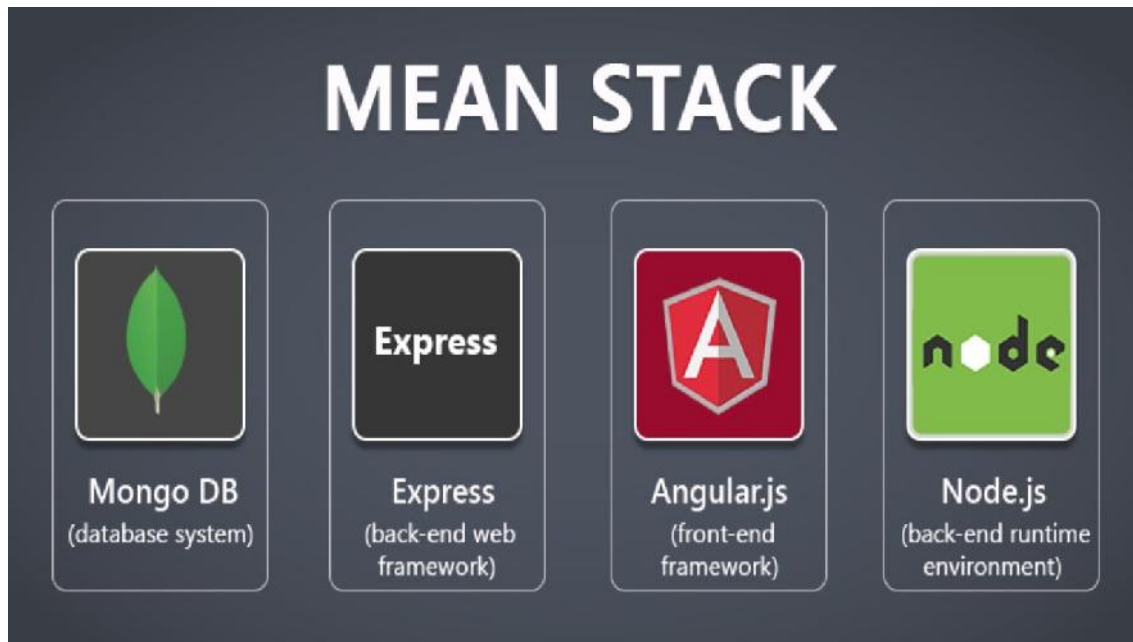 MEAN STACK
Express
node
Mongo DB
(database system)
Express
(back-end web
framework)
Angular.js
(front-end
framework)
Node.js
(back-end runtime
environment)